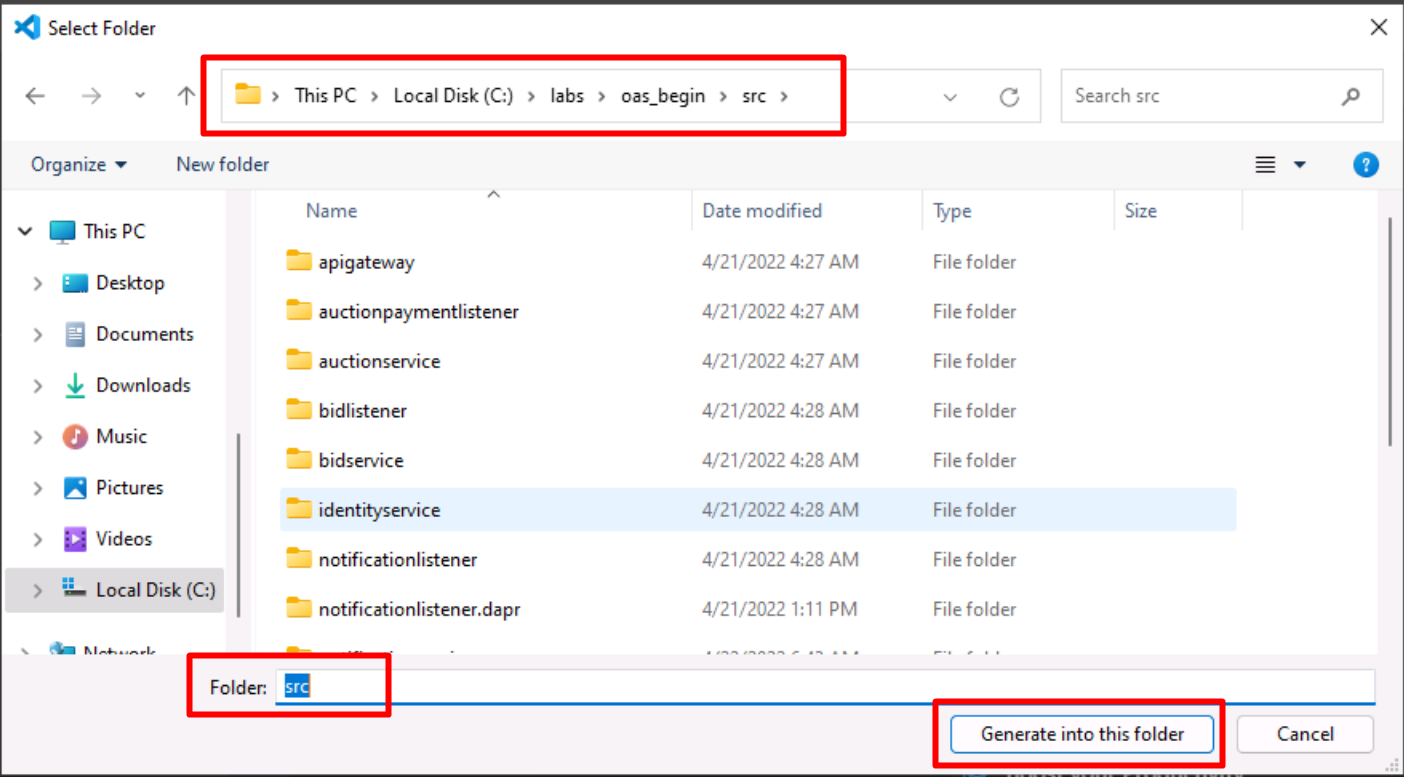 Select Folder
This PC > Local Disk (C:) > labs > oas_begin > src >
Search src
Organize
New folder
?
Name Date modified Type Size
This PC
Desktop
Documents
Downloads
Music
Pictures
Videos
Local Disk (C:)
Network
apigateway 4/21/2022 4:27 AM File folder
auctionpaymentlistener 4/21/2022 4:27 AM File folder
auctionservice 4/21/2022 4:27 AM File folder
bidlistener 4/21/2022 4:28 AM File folder
bidservice 4/21/2022 4:28 AM File folder
identityservice 4/21/2022 4:28 AM File folder
notificationlistener 4/21/2022 4:28 AM File folder
notificationlistener.dapr 4/21/2022 1:11 PM File folder
Folder: src
Generate into this folder
Cancel